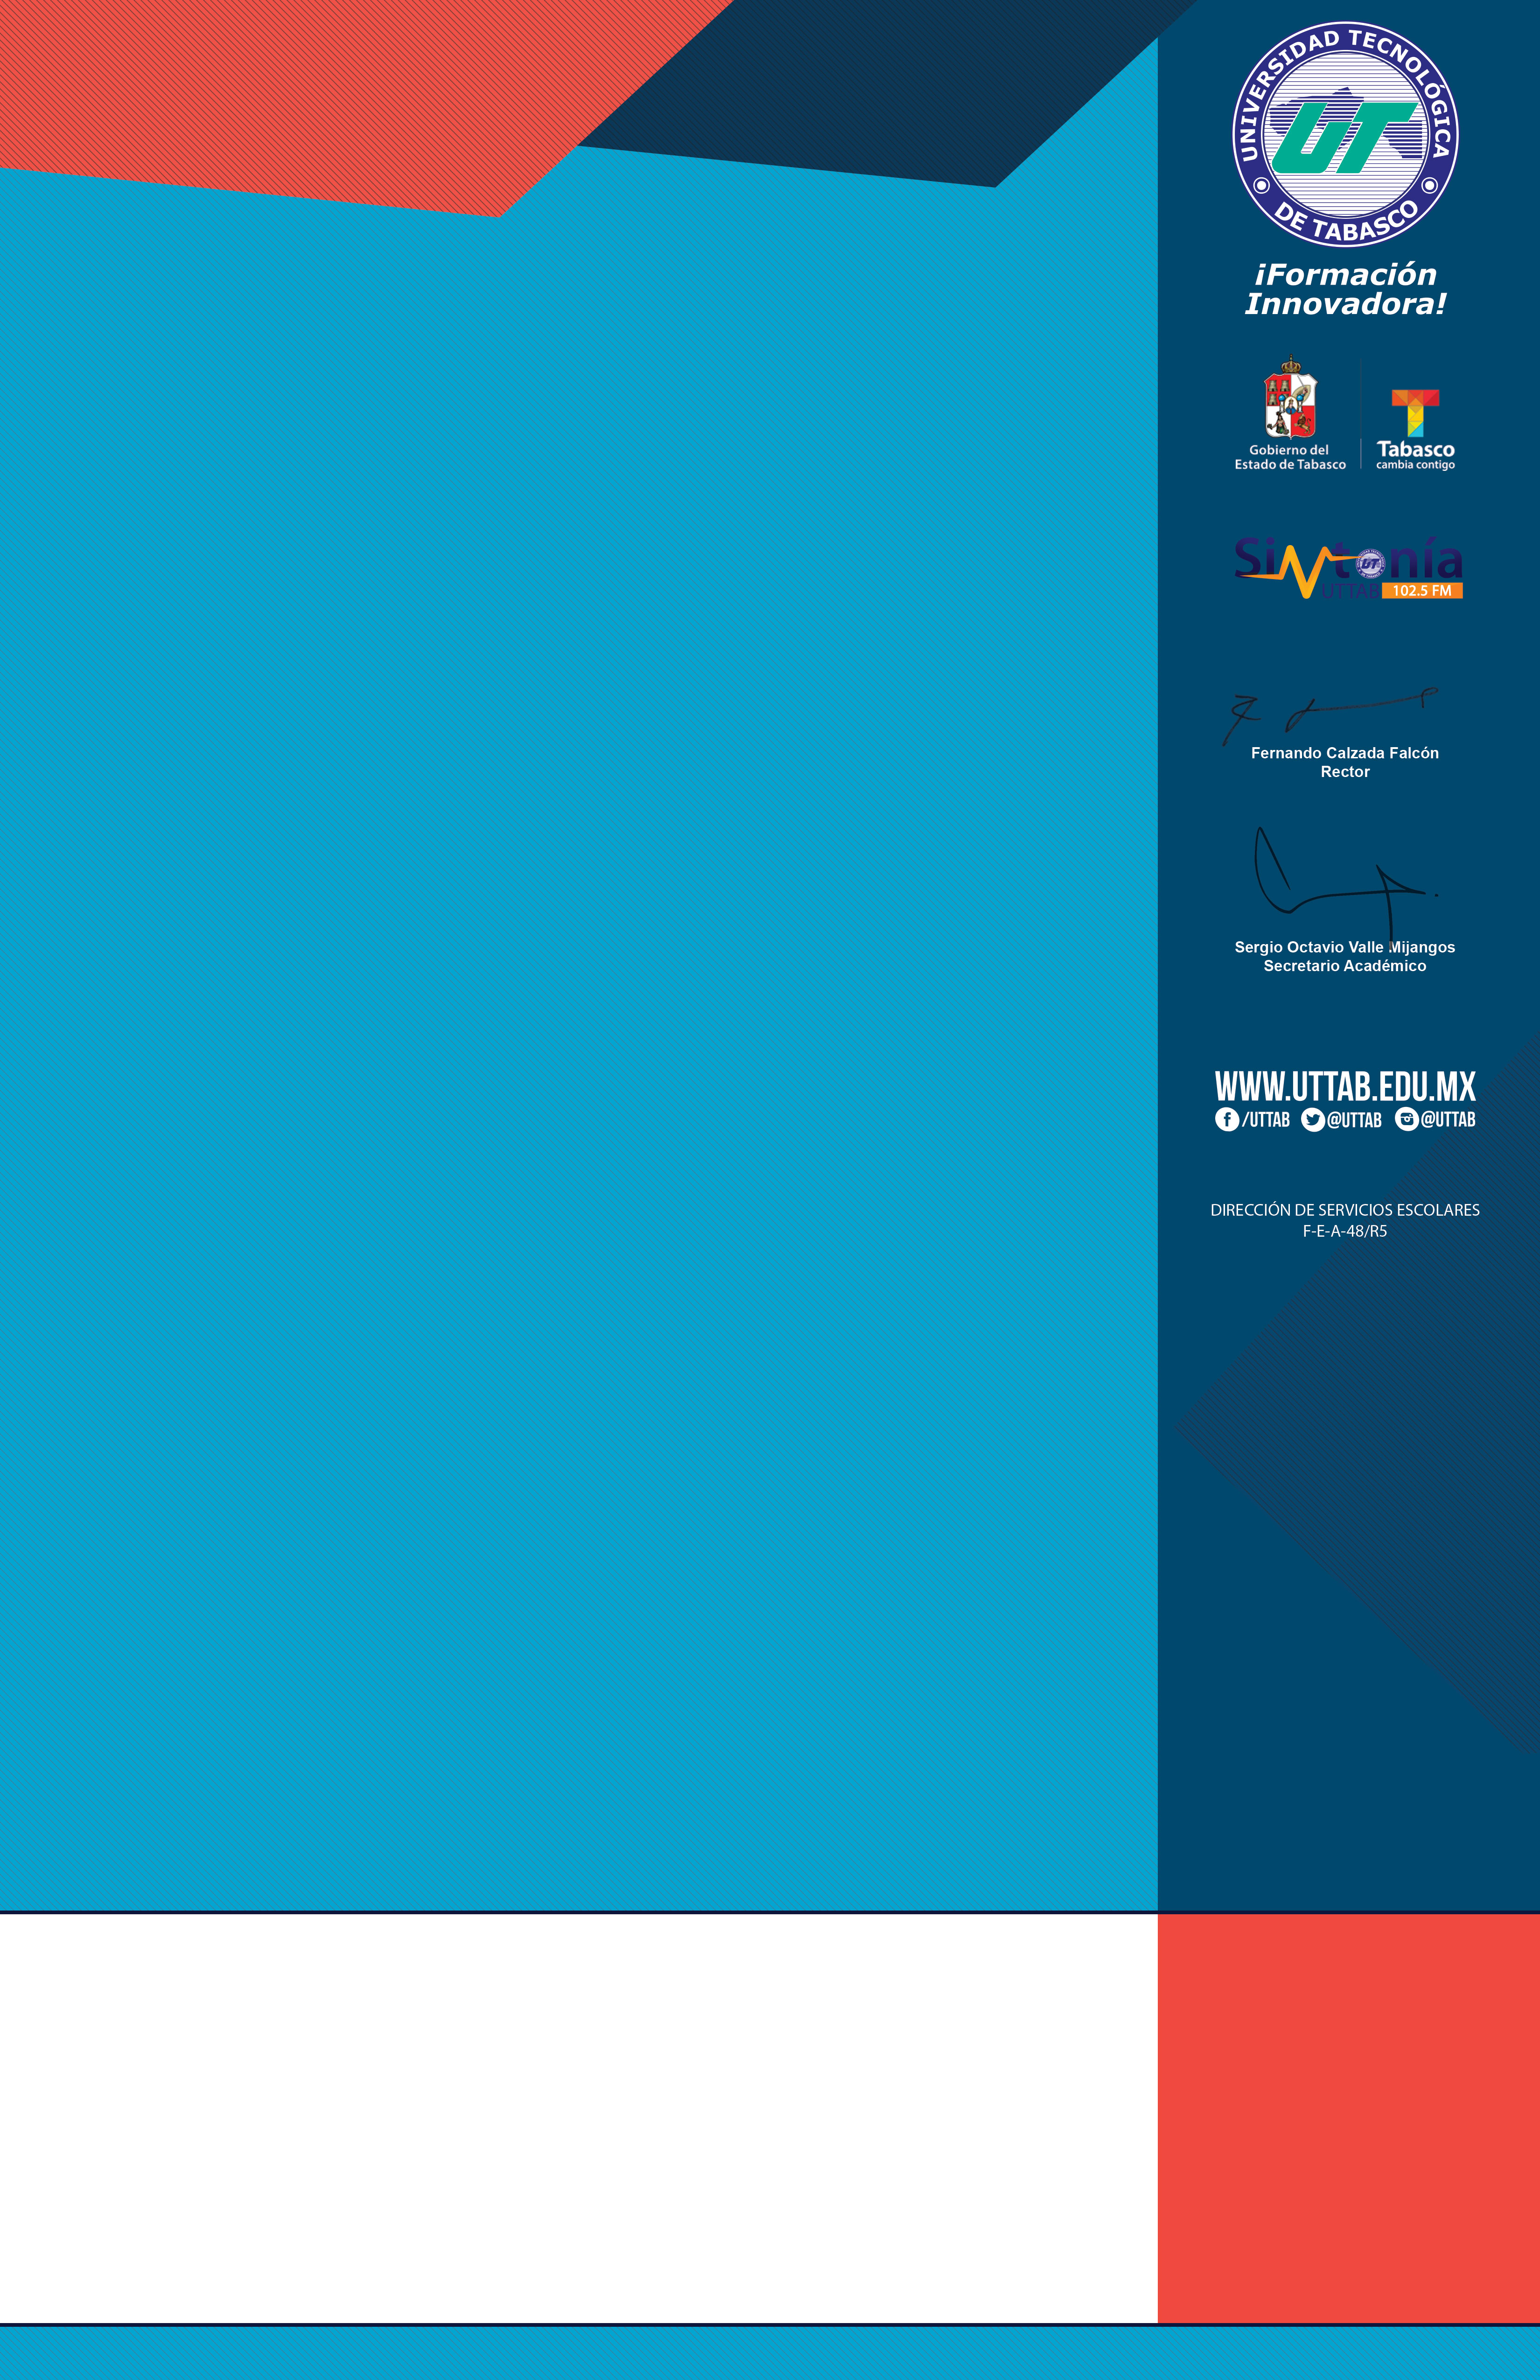 UNIVERSIDAD TECNOLÓGICA
UT
DE TABASCO
¡Formación
Innovadora!
Gobierno del
Estado de Tabasco
Tabasco
cambia contigo
Sintonía
UT
UTTAB
102.5 FM
Fernando Calzada Falcón
Rector
Sergio Octavio Valle Mijangos
Secretario Académico
WWW.UTTAB.EDU.MX
/UTTAB @UTTAB @UTTAB
DIRECCIÓN DE SERVICIOS ESCOLARES
F-E-A-48/R5